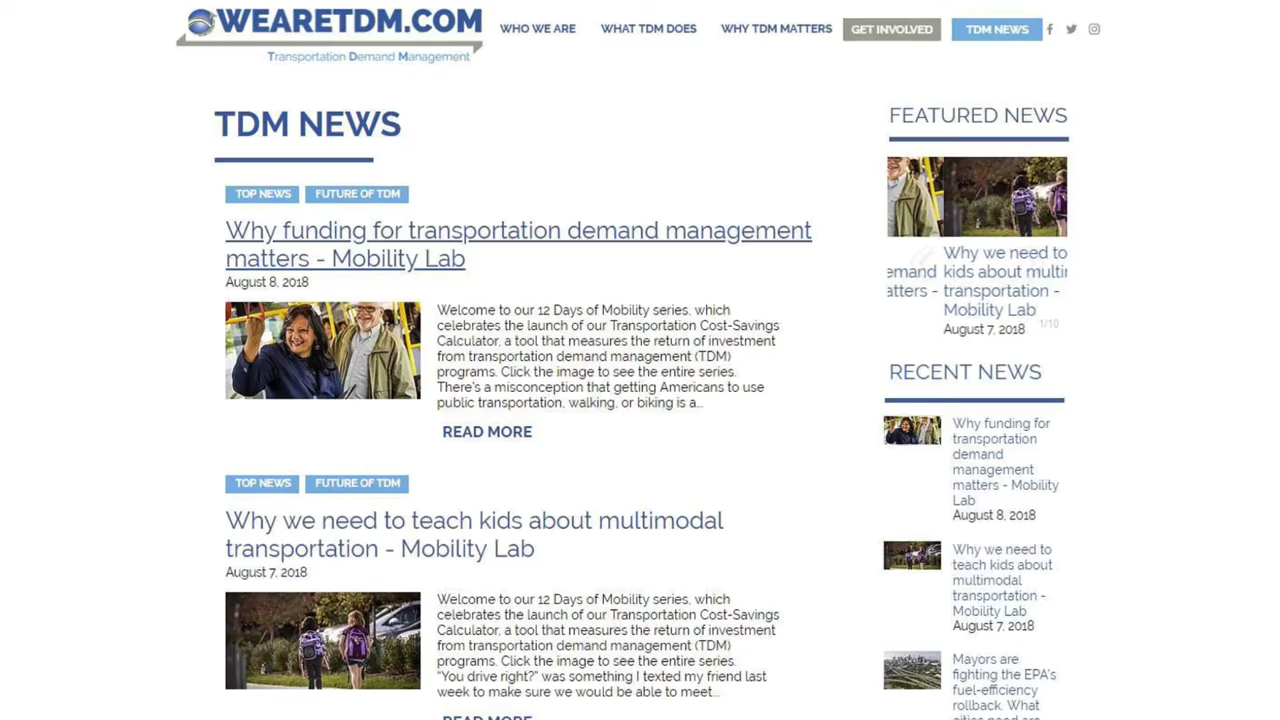 WEARETDM.COM
Transportation Demand Management
WHO WE ARE
WHAT TDM DOES
WHY TDM MATTERS
GET INVOLVED
TDM NEWS
TDM NEWS
TOP NEWS
FUTURE OF TDM
Why funding for transportation demand management
matters - Mobility Lab
August 8, 2018
Welcome to our 12 Days of Mobility series, which
celebrates the launch of our Transportation Cost-Savings
Calculator, a tool that measures the return of investment
from transportation demand management (TDM)
programs. Click the image to see the entire series.
There's a misconception that getting Americans to use
public transportation, walking, or biking is a...
READ MORE
TOP NEWS
FUTURE OF TDM
Why we need to teach kids about multimodal
transportation - Mobility Lab
August 7, 2018
Welcome to our 12 Days of Mobility series, which
celebrates the launch of our Transportation Cost-Savings
Calculator, a tool that measures the return of investment
from transportation demand management (TDM)
programs. Click the image to see the entire series.
"You drive right?" was something I texted my friend last
week to make sure we would be able to meet...
READ MORE
FEATURED NEWS
Why we need to
emand kids about multi
atters - transportation -
Mobility Lab
August 7, 2018
1/10
RECENT NEWS
Why funding for
transportation
demand
management
matters - Mobility
Lab
August 8, 2018
Why we need to
teach kids about
multimodal
transportation -
Mobility Lab
August 7, 2018
Mayors are
fighting the EPA's
fuel-efficiency
rollback. What
cities need are